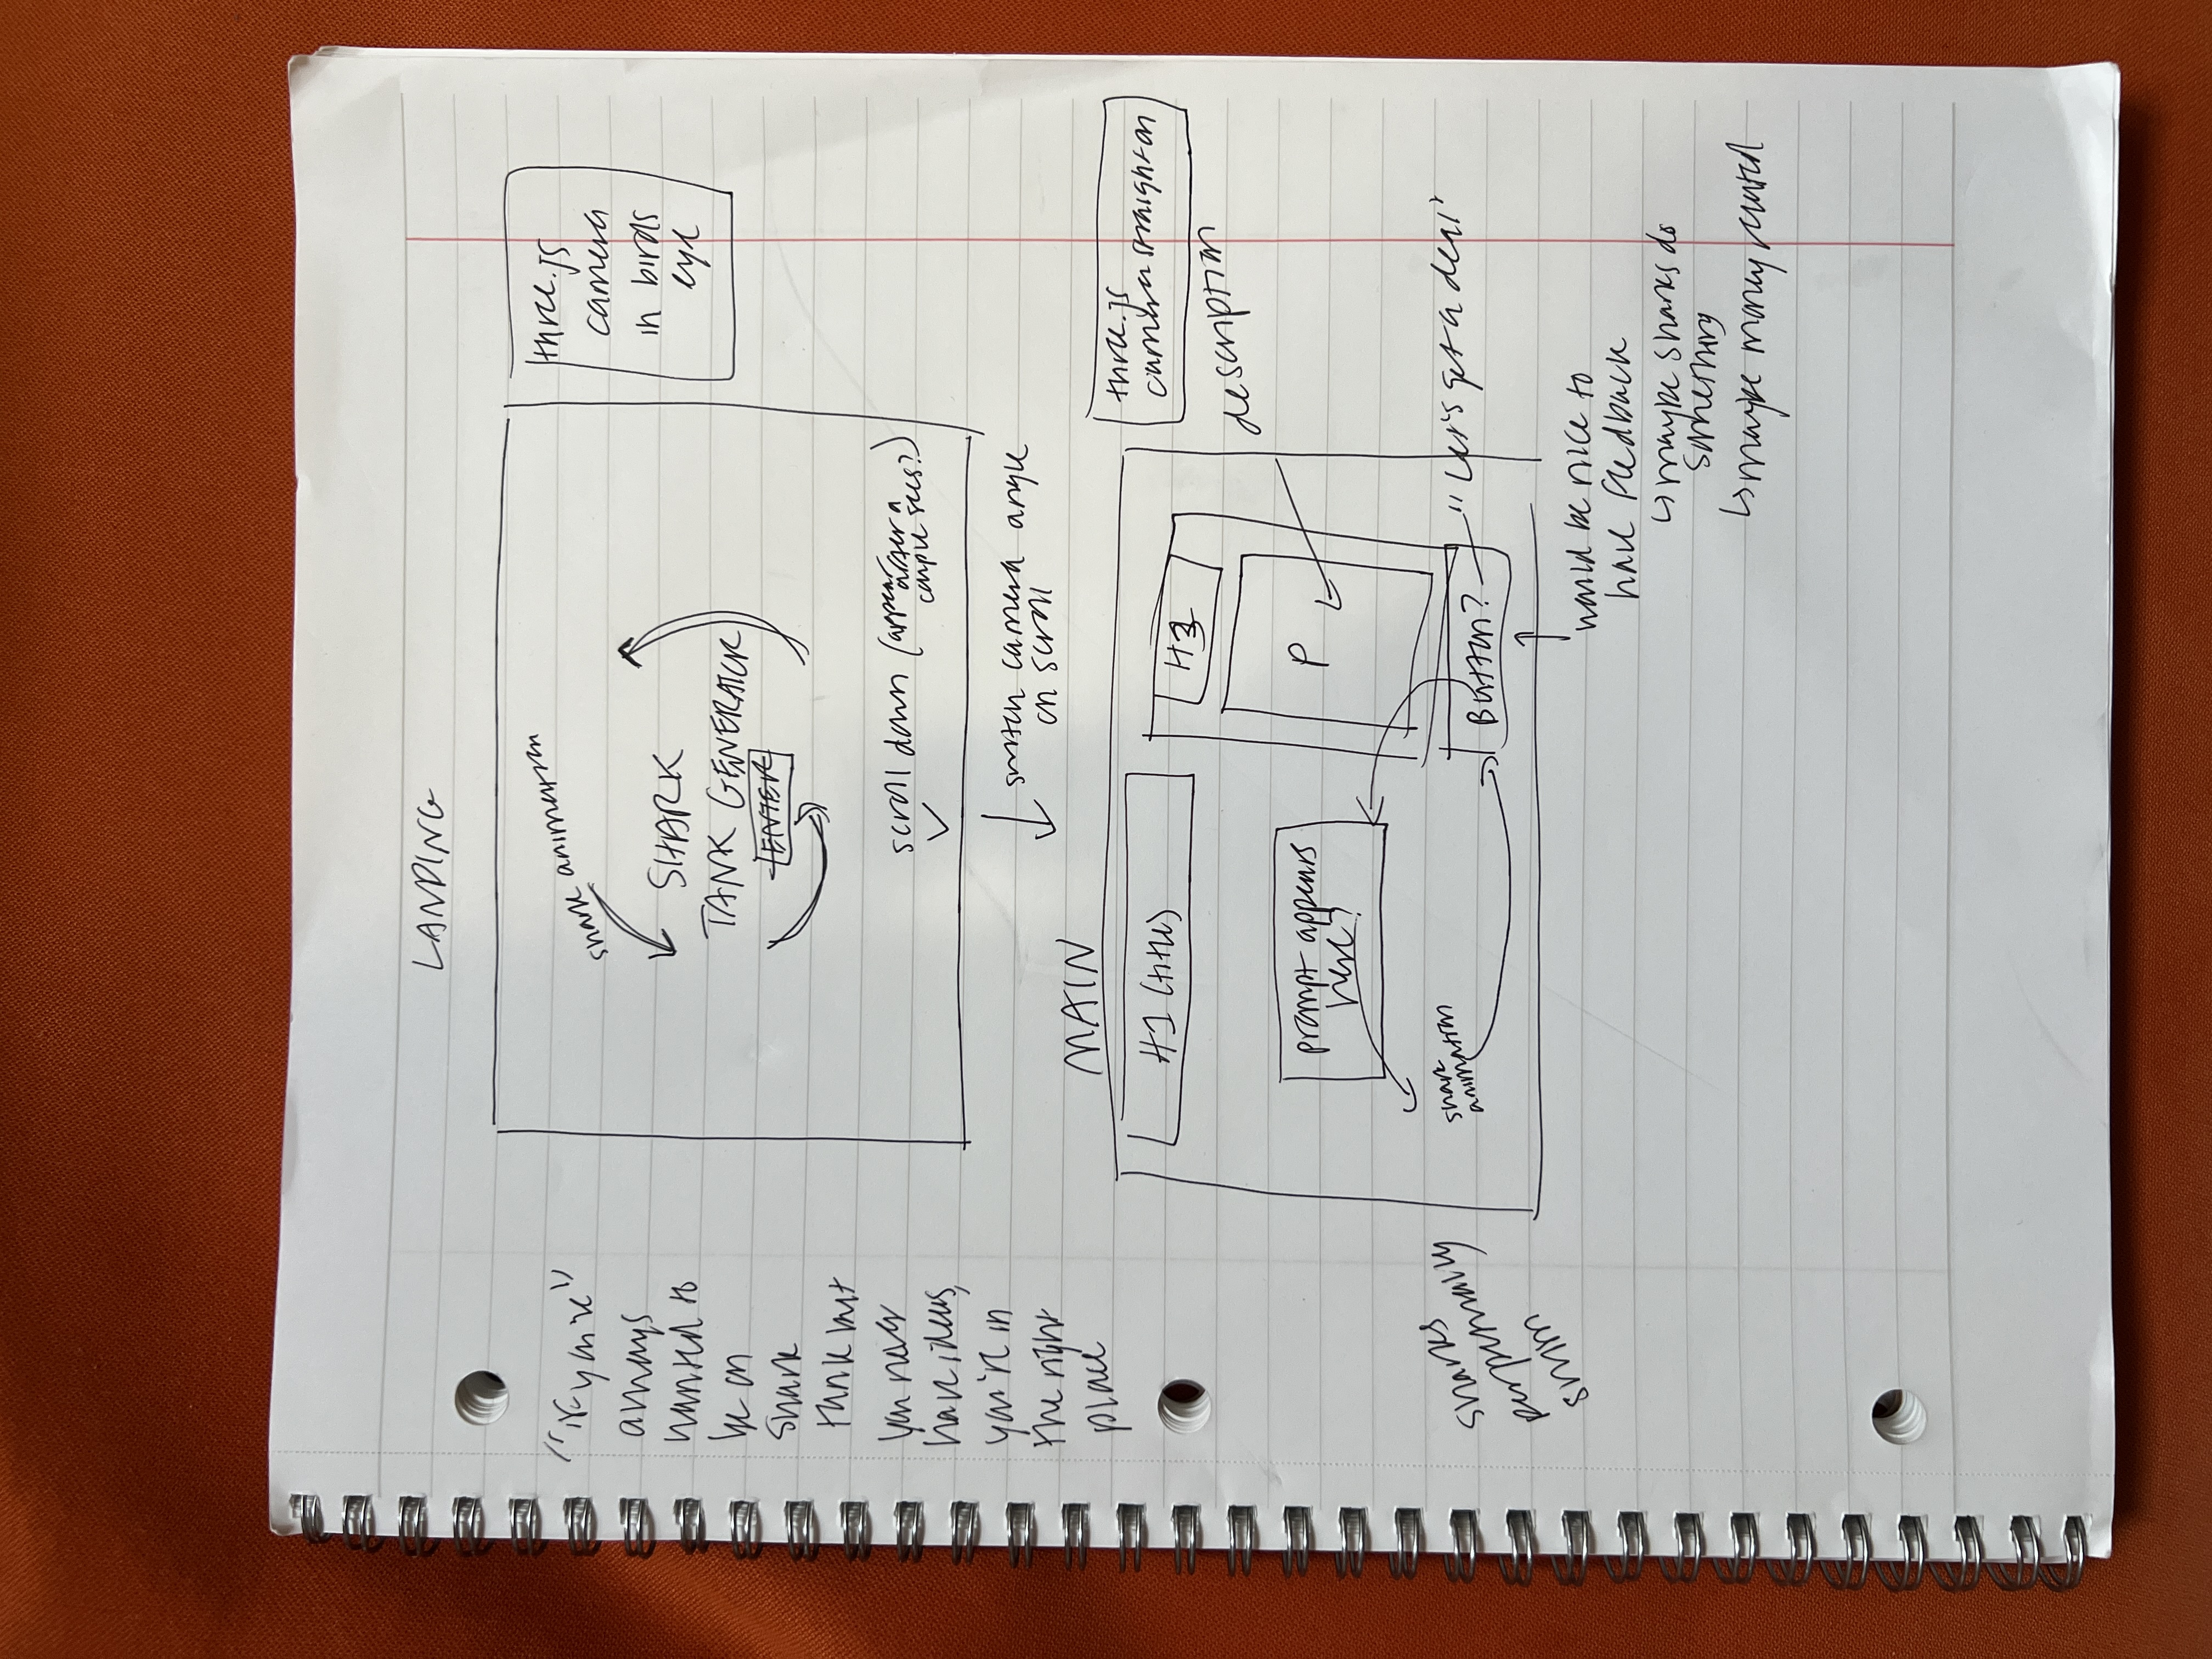 LANDING
"if you're"
always
wanted to
be on
shark
tank but
you never
have ideas,
you're in
the right
place
shark animation
SHARK
TANK GENERATOR
ENTER
scroll down (appear after a
couple secs?)
three.js
camera
in birds
eye
switch camera angle
on scroll
MAIN
H1 (title)
H3
P
three.js
camera straight on
description
prompt appears
here?
shark
animation
Button?
"Let's get a deal"
sharks
perpetually
swim
would be nice to
have feedback
↳ maybe sharks do
something
↳ maybe money related